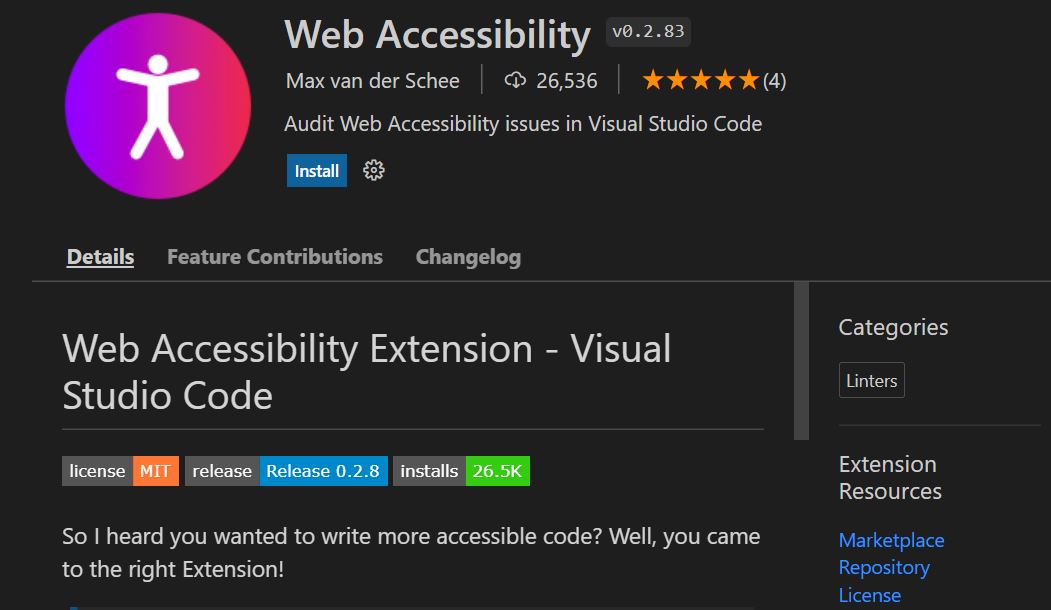 Web Accessibility v0.2.83
Max van der Schee 26,536 (4)
Audit Web Accessibility issues in Visual Studio Code
Install
Details Feature Contributions Changelog
Web Accessibility Extension - Visual
Studio Code
license MIT release Release 0.2.8 installs 26.5K
So I heard you wanted to write more accessible code? Well, you came
to the right Extension!
Categories
Linters
Extension
Resources
Marketplace
Repository
License